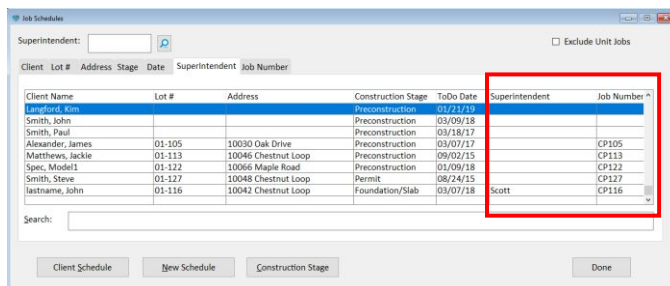 Job Schedules
Superintendent:
Exclude Unit Jobs
Client Lot # Address Stage Date Superintendent Job Number
Client Name Lot # Address Construction Stage ToDo Date Superintendent Job Number
Langford, Kim Preconstruction 01/21/19
Smith, John Preconstruction 03/09/18
Smith, Paul Preconstruction 03/18/17
Alexander, James 01-105 10030 Oak Drive Preconstruction 03/07/17 CP105
Matthews, Jackie 01-113 10046 Chestnut Loop Preconstruction 09/02/15 CP113
Spec, Model1 01-122 10066 Maple Road Preconstruction 01/09/18 CP122
Smith, Steve 01-127 10048 Chestnut Loop Permit 08/24/15 CP127
lastname, John 01-116 10042 Chestnut Loop Foundation/Slab 03/07/18 Scott CP116
Search:
Client Schedule New Schedule Construction Stage Done